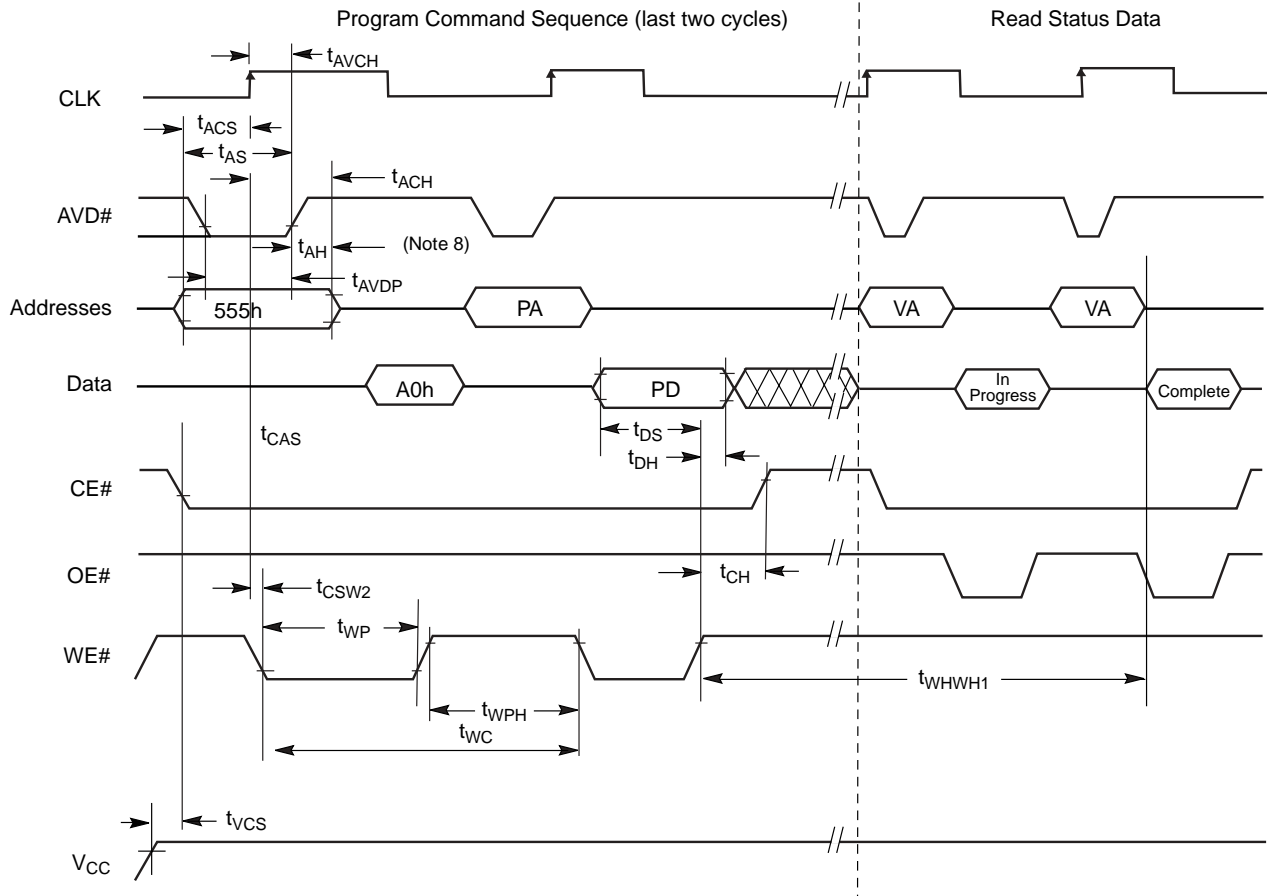 Program Command Sequence (last two cycles)
Read Status Data
tAVCH
CLK
tACS
tAS
tACH
AVD#
tAH
(Note 8)
tAVDP
Addresses
555h
PA
VA
VA
Data
A0h
PD
In
Progress
Complete
tDS
tCAS
tDH
CE#
OE#
tCH
tCSW2
tWP
WE#
tWHWH1
tWPH
tWC
tVCS
VCC